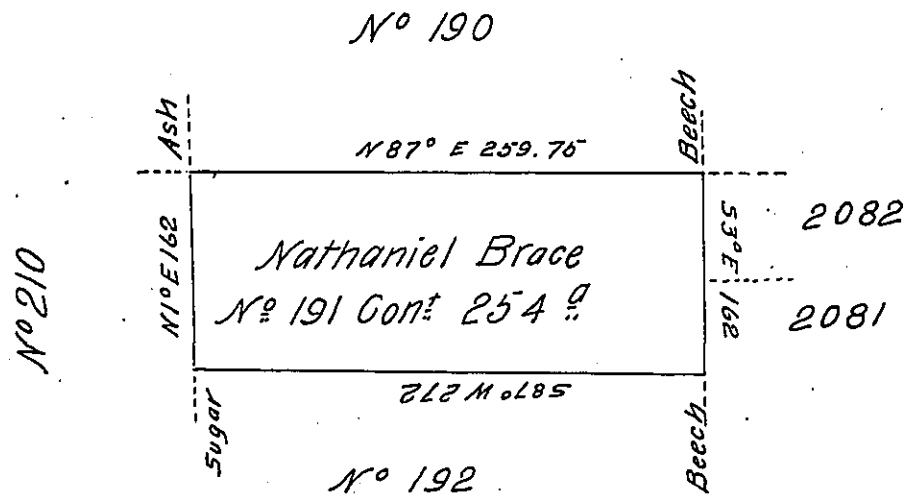 Nº 190
Ash
Beech
N 87° E 259.75
Nº 210
N 1° E 162
Nathaniel Brace
Nº 191 Conᵗ 254 ª
S 3° E 162
2082
2081
S 87° W 272
Sugar
Beech
Nº 192